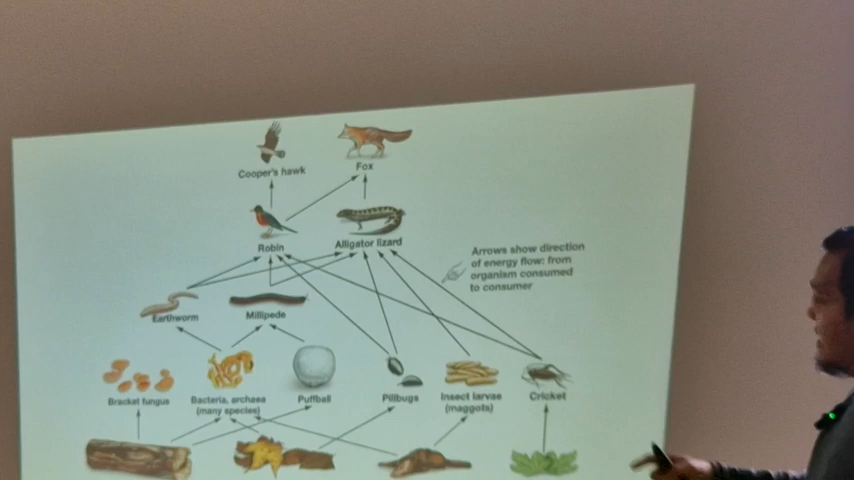 Cooper's hawk
Fox
Robin
Alligator lizard
Arrows show direction
of energy flow: from
organism consumed
to consumer
Earthworm
Millipede
Bracket fungus
Bacteria, archaea
(many species)
Puffball
Pillbugs
Insect larvae
(maggots)
Cricket